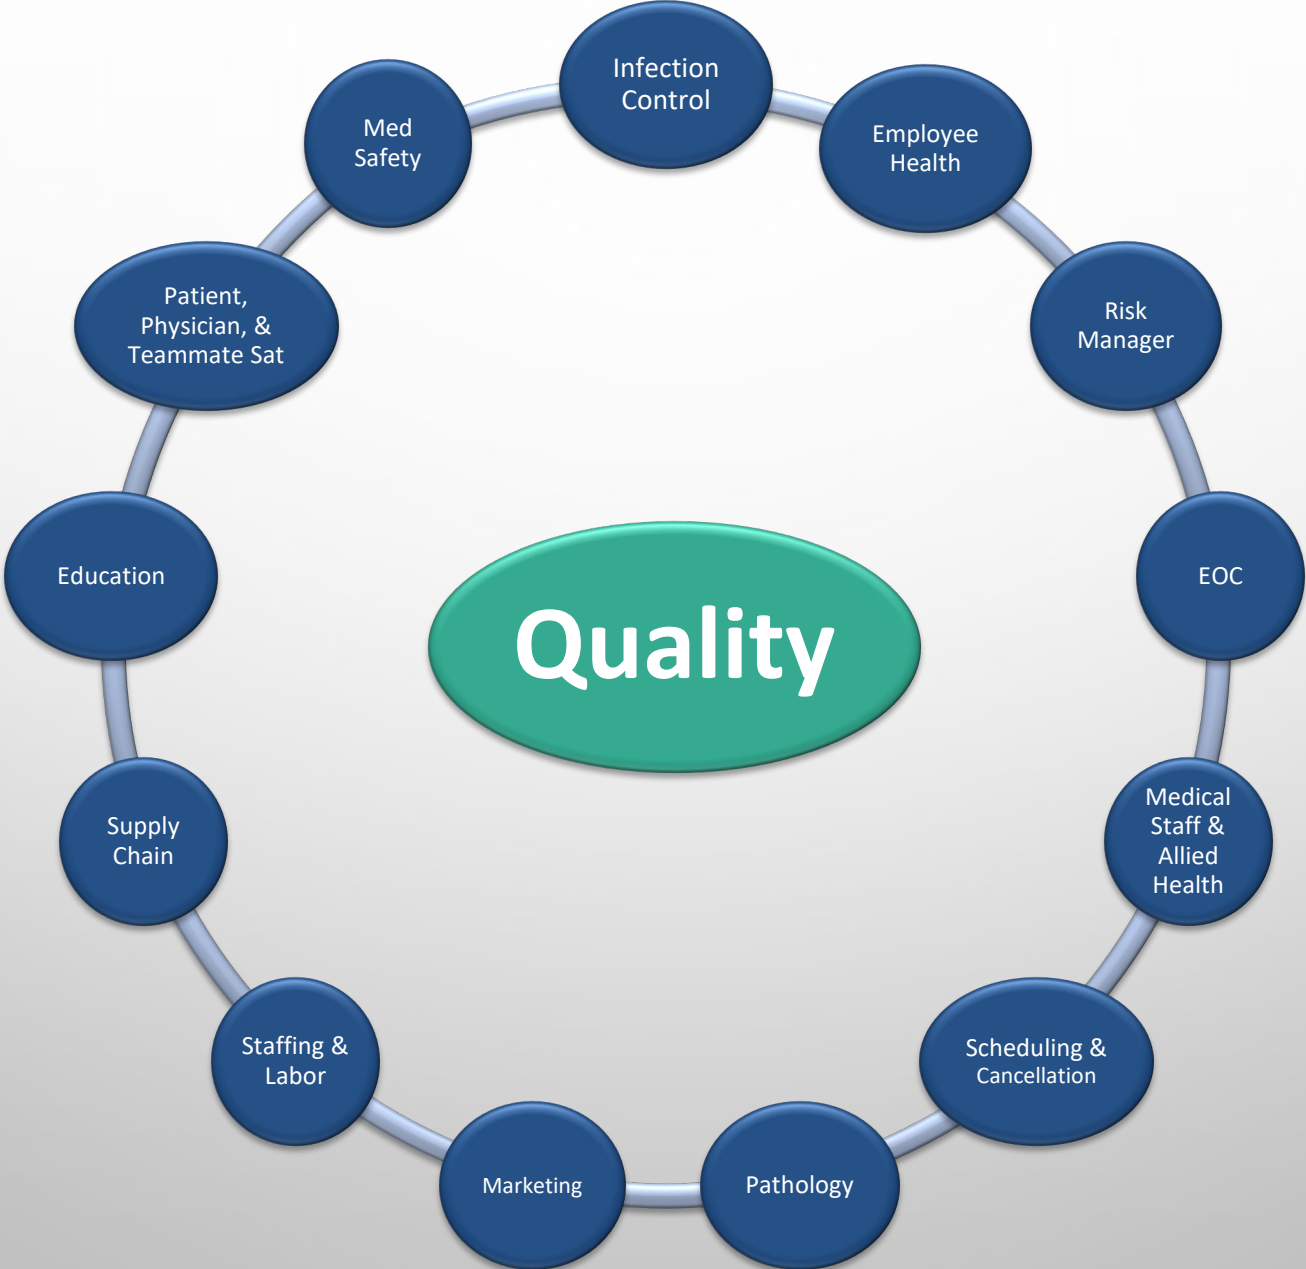 Infection
Control
Employee
Health
Risk
Manager
EOC
Medical
Staff &
Allied
Health
Scheduling &
Cancellation
Pathology
Marketing
Staffing &
Labor
Supply
Chain
Education
Patient,
Physician, &
Teammate Sat
Med
Safety
Quality